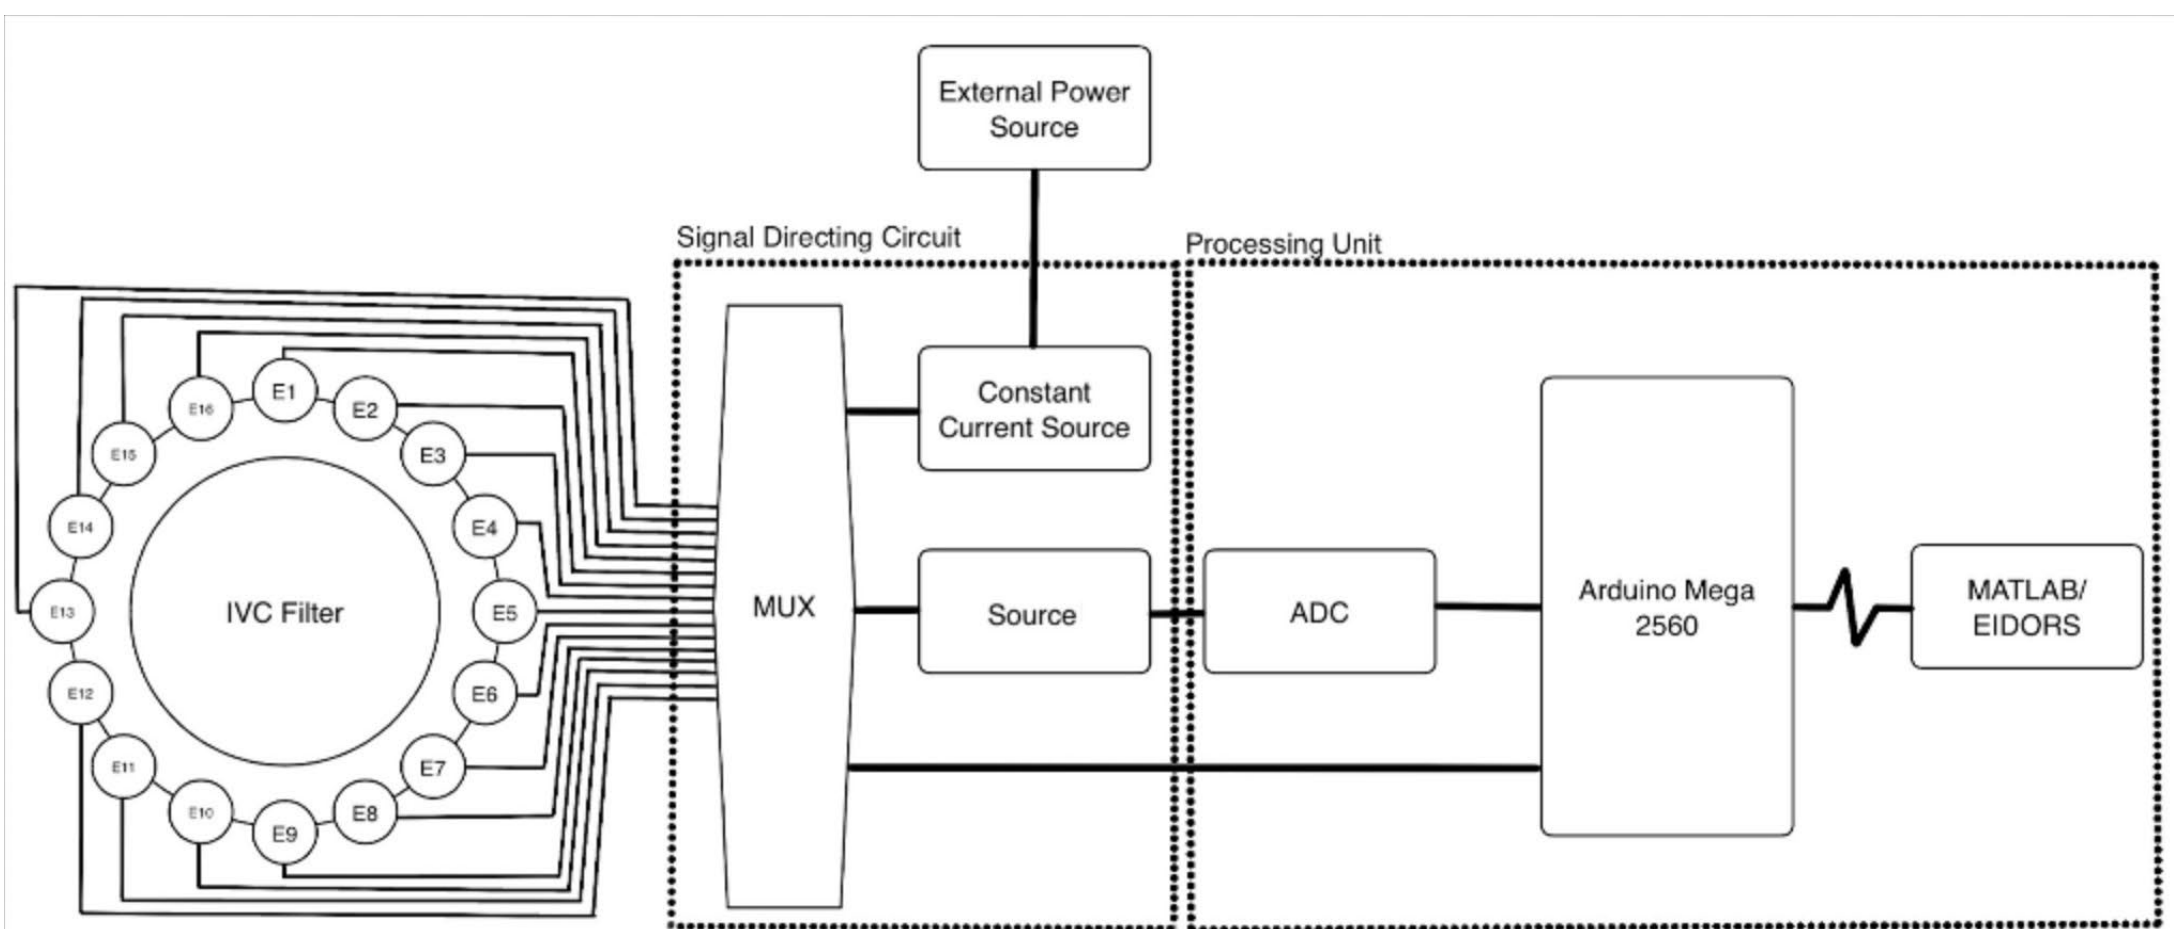 External Power
Source
Signal Directing Circuit
Processing Unit
Constant
Current Source
MUX
Source
ADC
Arduino Mega
2560
MATLAB/
EIDORS
IVC Filter
E1
E2
E3
E4
E5
E6
E7
E8
E9
E10
E11
E12
E13
E14
E15
E16